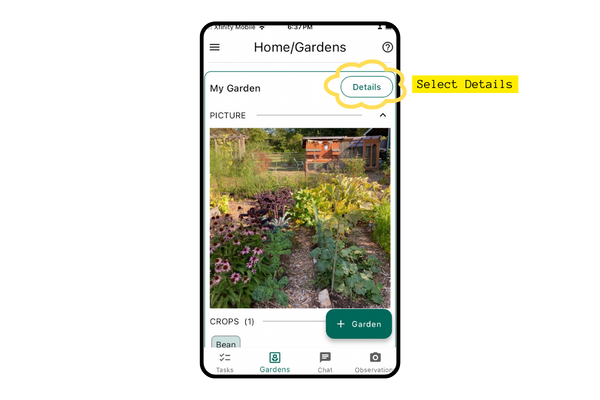 Xfinity Mobile 6:37 PM
Home/Gardens
My Garden
Details
Select Details
PICTURE
CROPS (1)
+ Garden
Bean
Tasks
Gardens
Chat
Observation